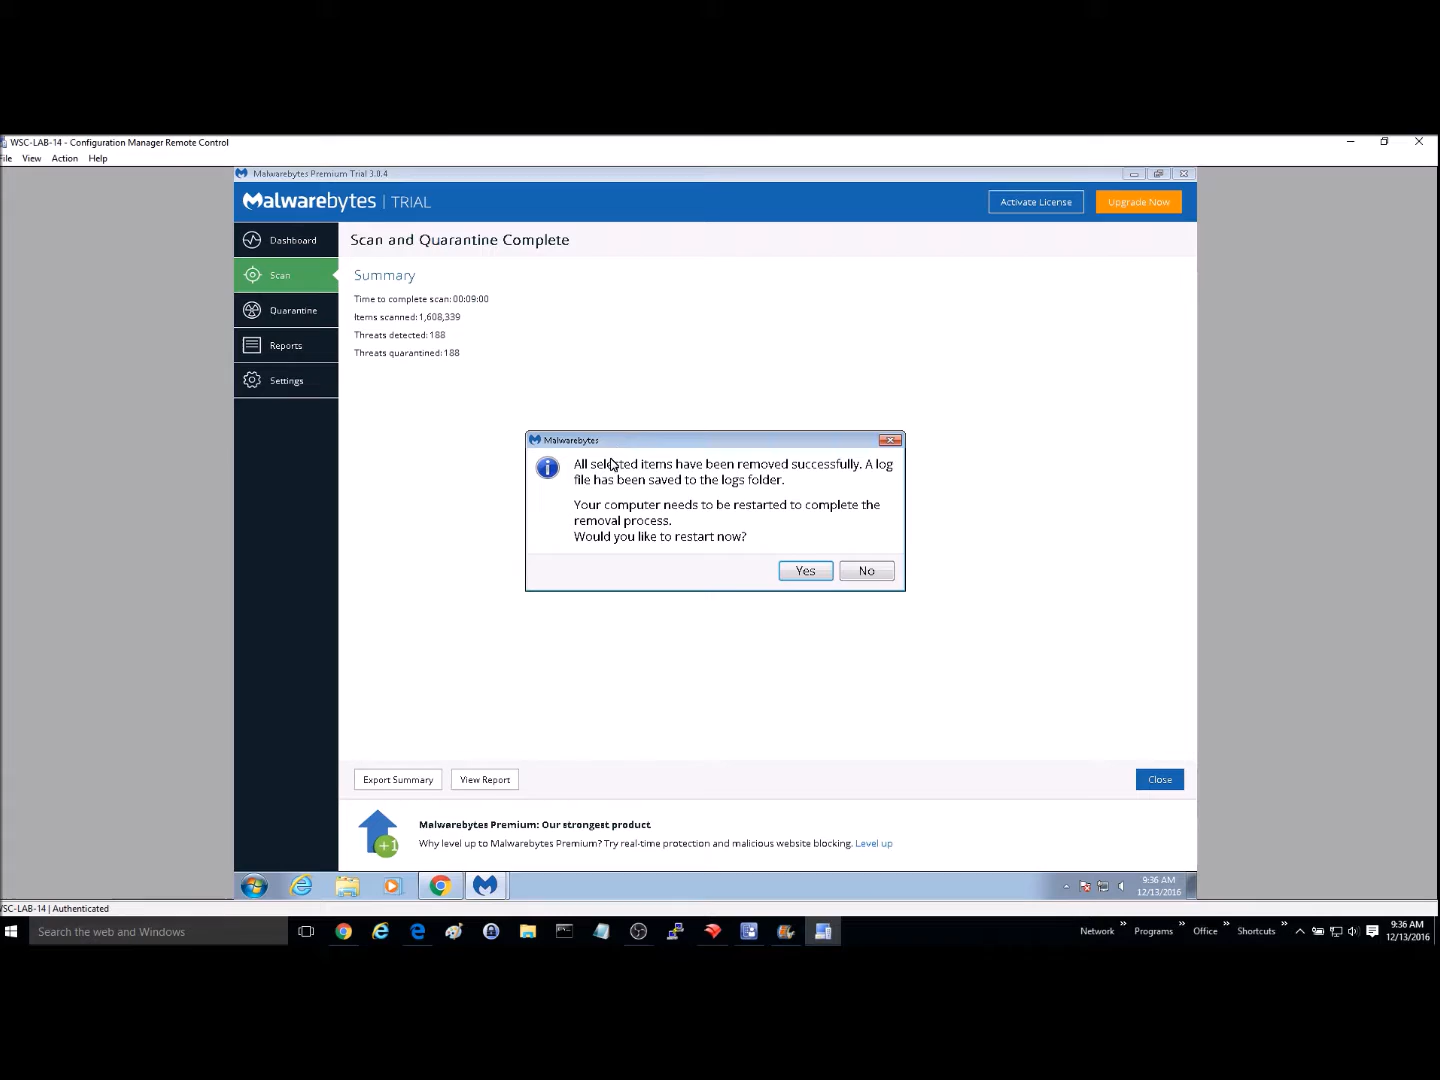 WSC-LAB-14 - Configuration Manager Remote Control
File View Action Help
Malwarebytes Premium Trial 3.0.4
Malwarebytes | TRIAL
Activate License
Upgrade Now
Dashboard
Scan and Quarantine Complete
Scan
Summary
Time to complete scan: 00:09:00
Items scanned: 1,608,339
Threats detected: 188
Threats quarantined: 188
Quarantine
Reports
Settings
Malwarebytes
All selected items have been removed successfully. A log
file has been saved to the logs folder.
Your computer needs to be restarted to complete the
removal process.
Would you like to restart now?
Yes
No
Export Summary
View Report
Close
+1
Malwarebytes Premium: Our strongest product
Why level up to Malwarebytes Premium? Try real-time protection and malicious website blocking. Level up
9:36 AM
12/13/2016
WSC-LAB-14 | Authenticated
Search the web and Windows
Network
Programs
Office
Shortcuts
9:36 AM
12/13/2016